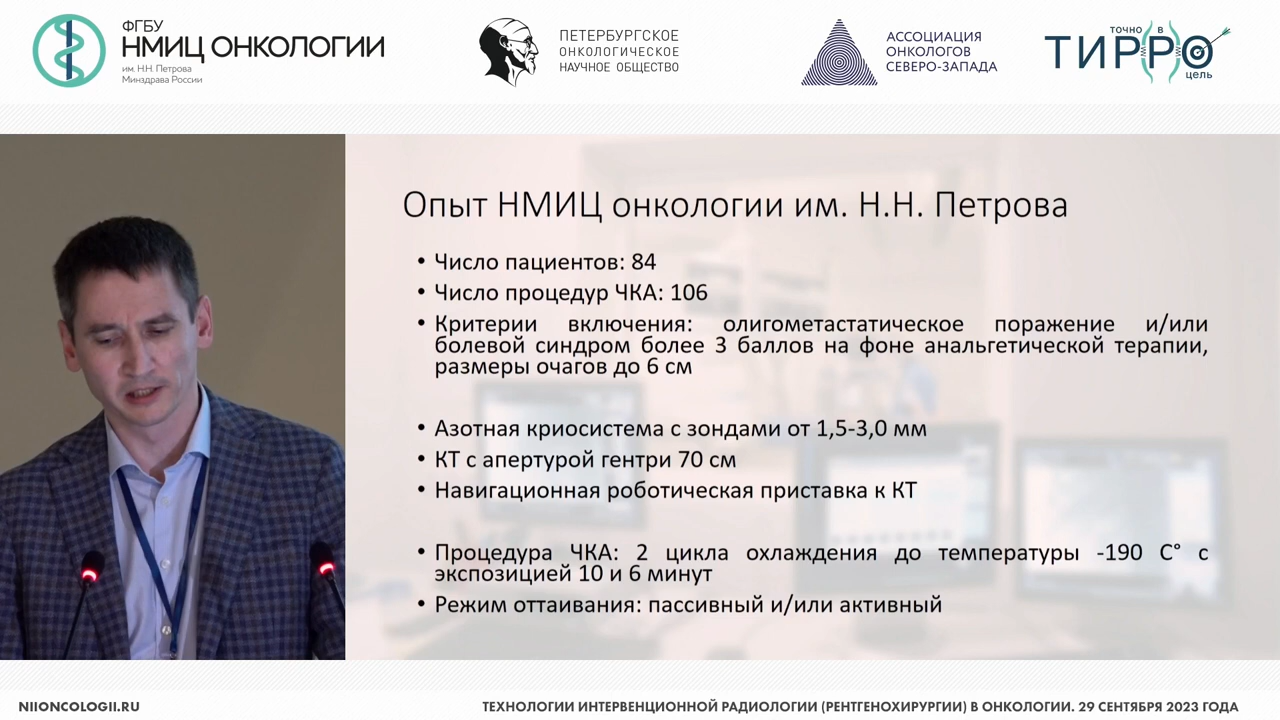 ФГБУ
НМИЦ ОНКОЛОГИИ
им. Н.Н. Петрова
Минздрава России
ПЕТЕРБУРГСКОЕ
ОНКОЛОГИЧЕСКОЕ
НАУЧНОЕ ОБЩЕСТВО
АССОЦИАЦИЯ
ОНКОЛОГОВ
СЕВЕРО-ЗАПАДА
точно в
ТИРРО
цель
Опыт НМИЦ онкологии им. Н.Н. Петрова
• Число пациентов: 84
• Число процедур ЧКА: 106
• Критерии включения: олигометастатическое поражение и/или
болевой синдром более 3 баллов на фоне анальгетической терапии,
размеры очагов до 6 см
• Азотная криосистема с зондами от 1,5-3,0 мм
• КТ с апертурой гентри 70 см
• Навигационная роботическая приставка к КТ
• Процедура ЧКА: 2 цикла охлаждения до температуры -190 С° с
экспозицией 10 и 6 минут
• Режим оттаивания: пассивный и/или активный
NIIONCOLOGII.RU
ТЕХНОЛОГИИ ИНТЕРВЕНЦИОННОЙ РАДИОЛОГИИ (РЕНТГЕНОХИРУРГИИ) В ОНКОЛОГИИ. 29 СЕНТЯБРЯ 2023 ГОДА